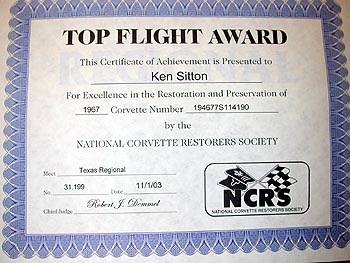 TOP FLIGHT AWARD
This Certificate of Achievement is Presented to
Ken Sitton
For Excellence in the Restoration and Preservation of
1967 Corvette Number 194677S114190
by the
NATIONAL CORVETTE RESTORERS SOCIETY
Meet Texas Regional
No. 31.199 Date 11/1/03
Chief Judge Robert J. Demmel
NCRS
NATIONAL CORVETTE RESTORERS SOCIETY